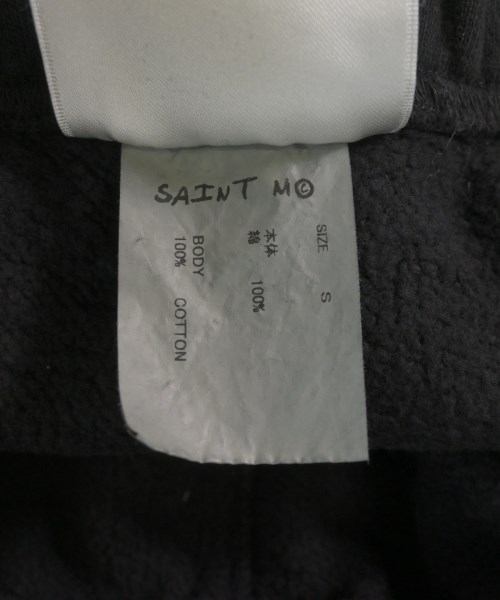 SAINT M©
SIZE S
本体
綿 100%
BODY
100% COTTON